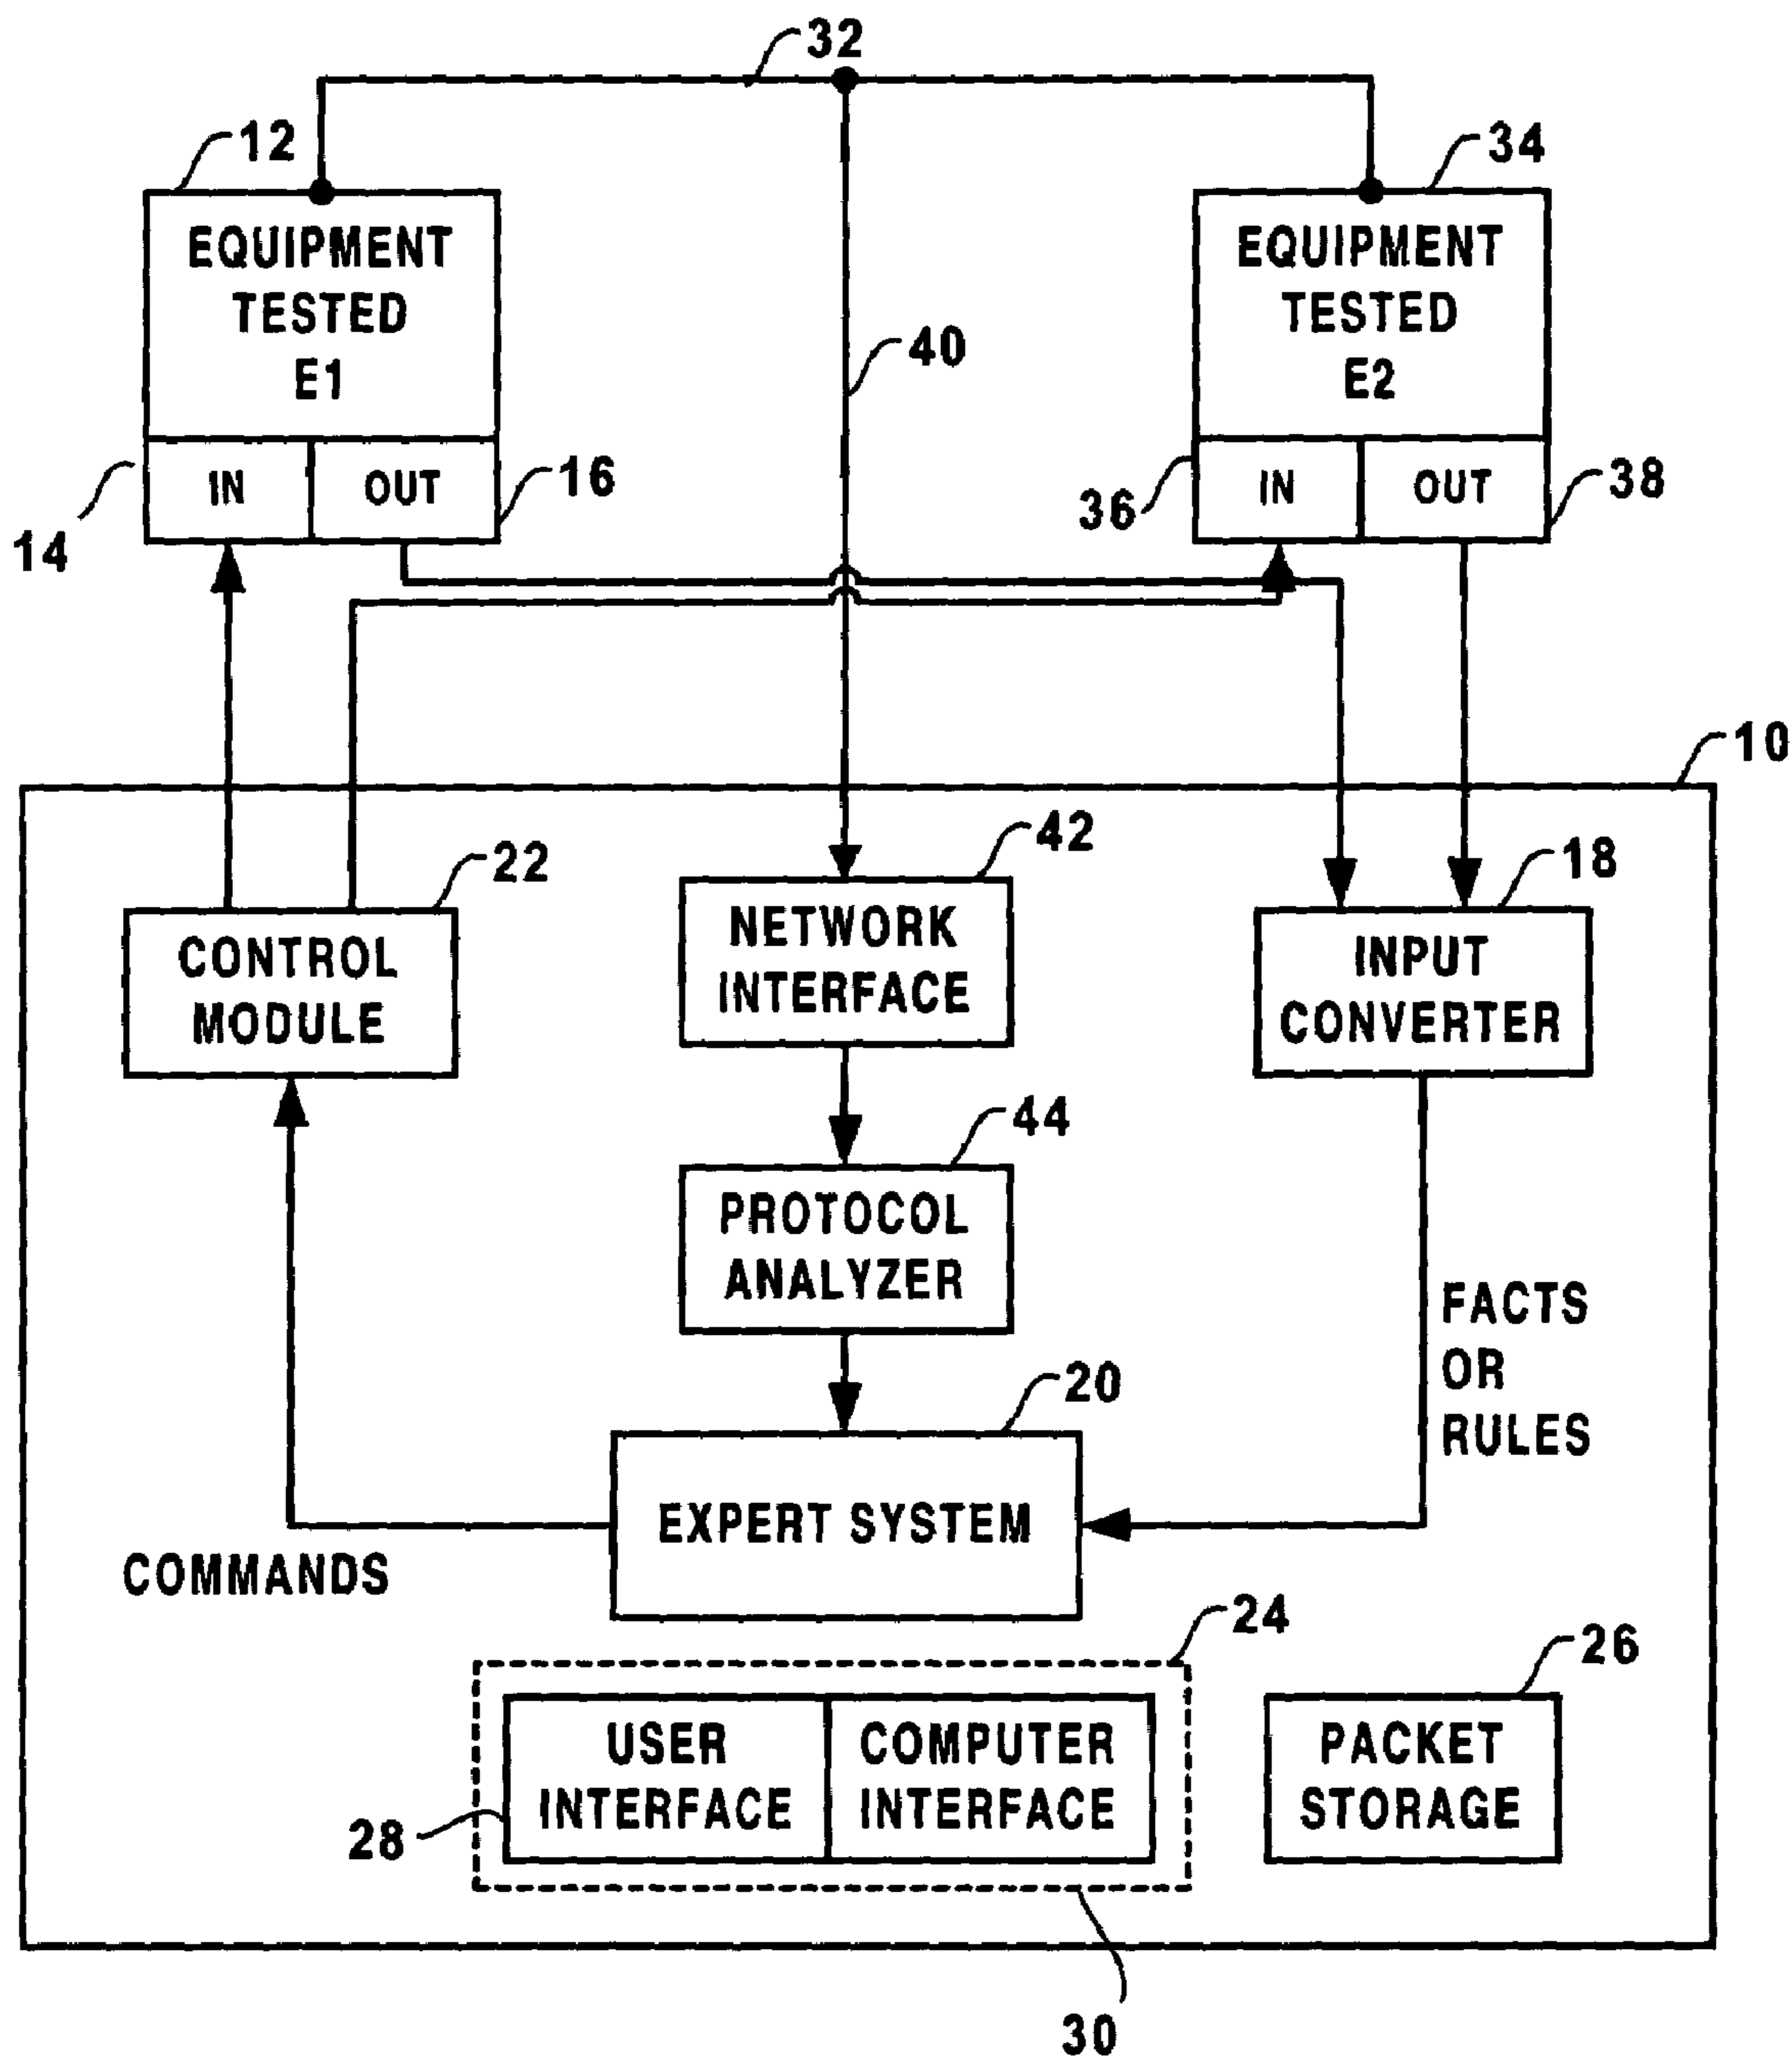 32
12
34
EQUIPMENT
TESTED
E1
EQUIPMENT
TESTED
E2
40
IN
OUT
16
14
36
IN
OUT
38
10
22
42
18
CONTROL
MODULE
NETWORK
INTERFACE
INPUT
CONVERTER
44
PROTOCOL
ANALYZER
FACTS
OR
RULES
20
EXPERT SYSTEM
COMMANDS
24
26
USER
INTERFACE
COMPUTER
INTERFACE
PACKET
STORAGE
28
30